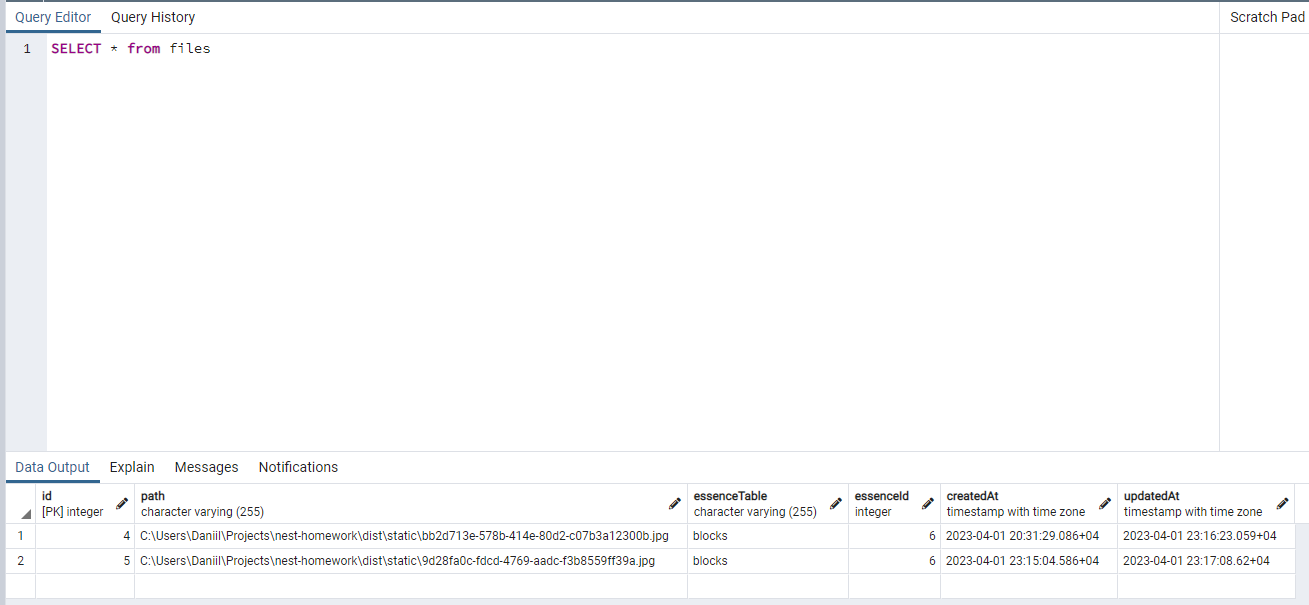 Query Editor Query History Scratch Pad
1 SELECT * from files
Data Output Explain Messages Notifications
id path essenceTable essenceId createdAt updatedAt
[PK] integer character varying (255) character varying (255) integer timestamp with time zone timestamp with time zone
1 4 C:\Users\Daniil\Projects\nest-homework\dist\static\bb2d713e-578b-414e-80d2-c07b3a12300b.jpg blocks 6 2023-04-01 20:31:29.086+04 2023-04-01 23:16:23.059+04
2 5 C:\Users\Daniil\Projects\nest-homework\dist\static\9d28fa0c-fdcd-4769-aadc-f3b8559ff39a.jpg blocks 6 2023-04-01 23:15:04.586+04 2023-04-01 23:17:08.62+04